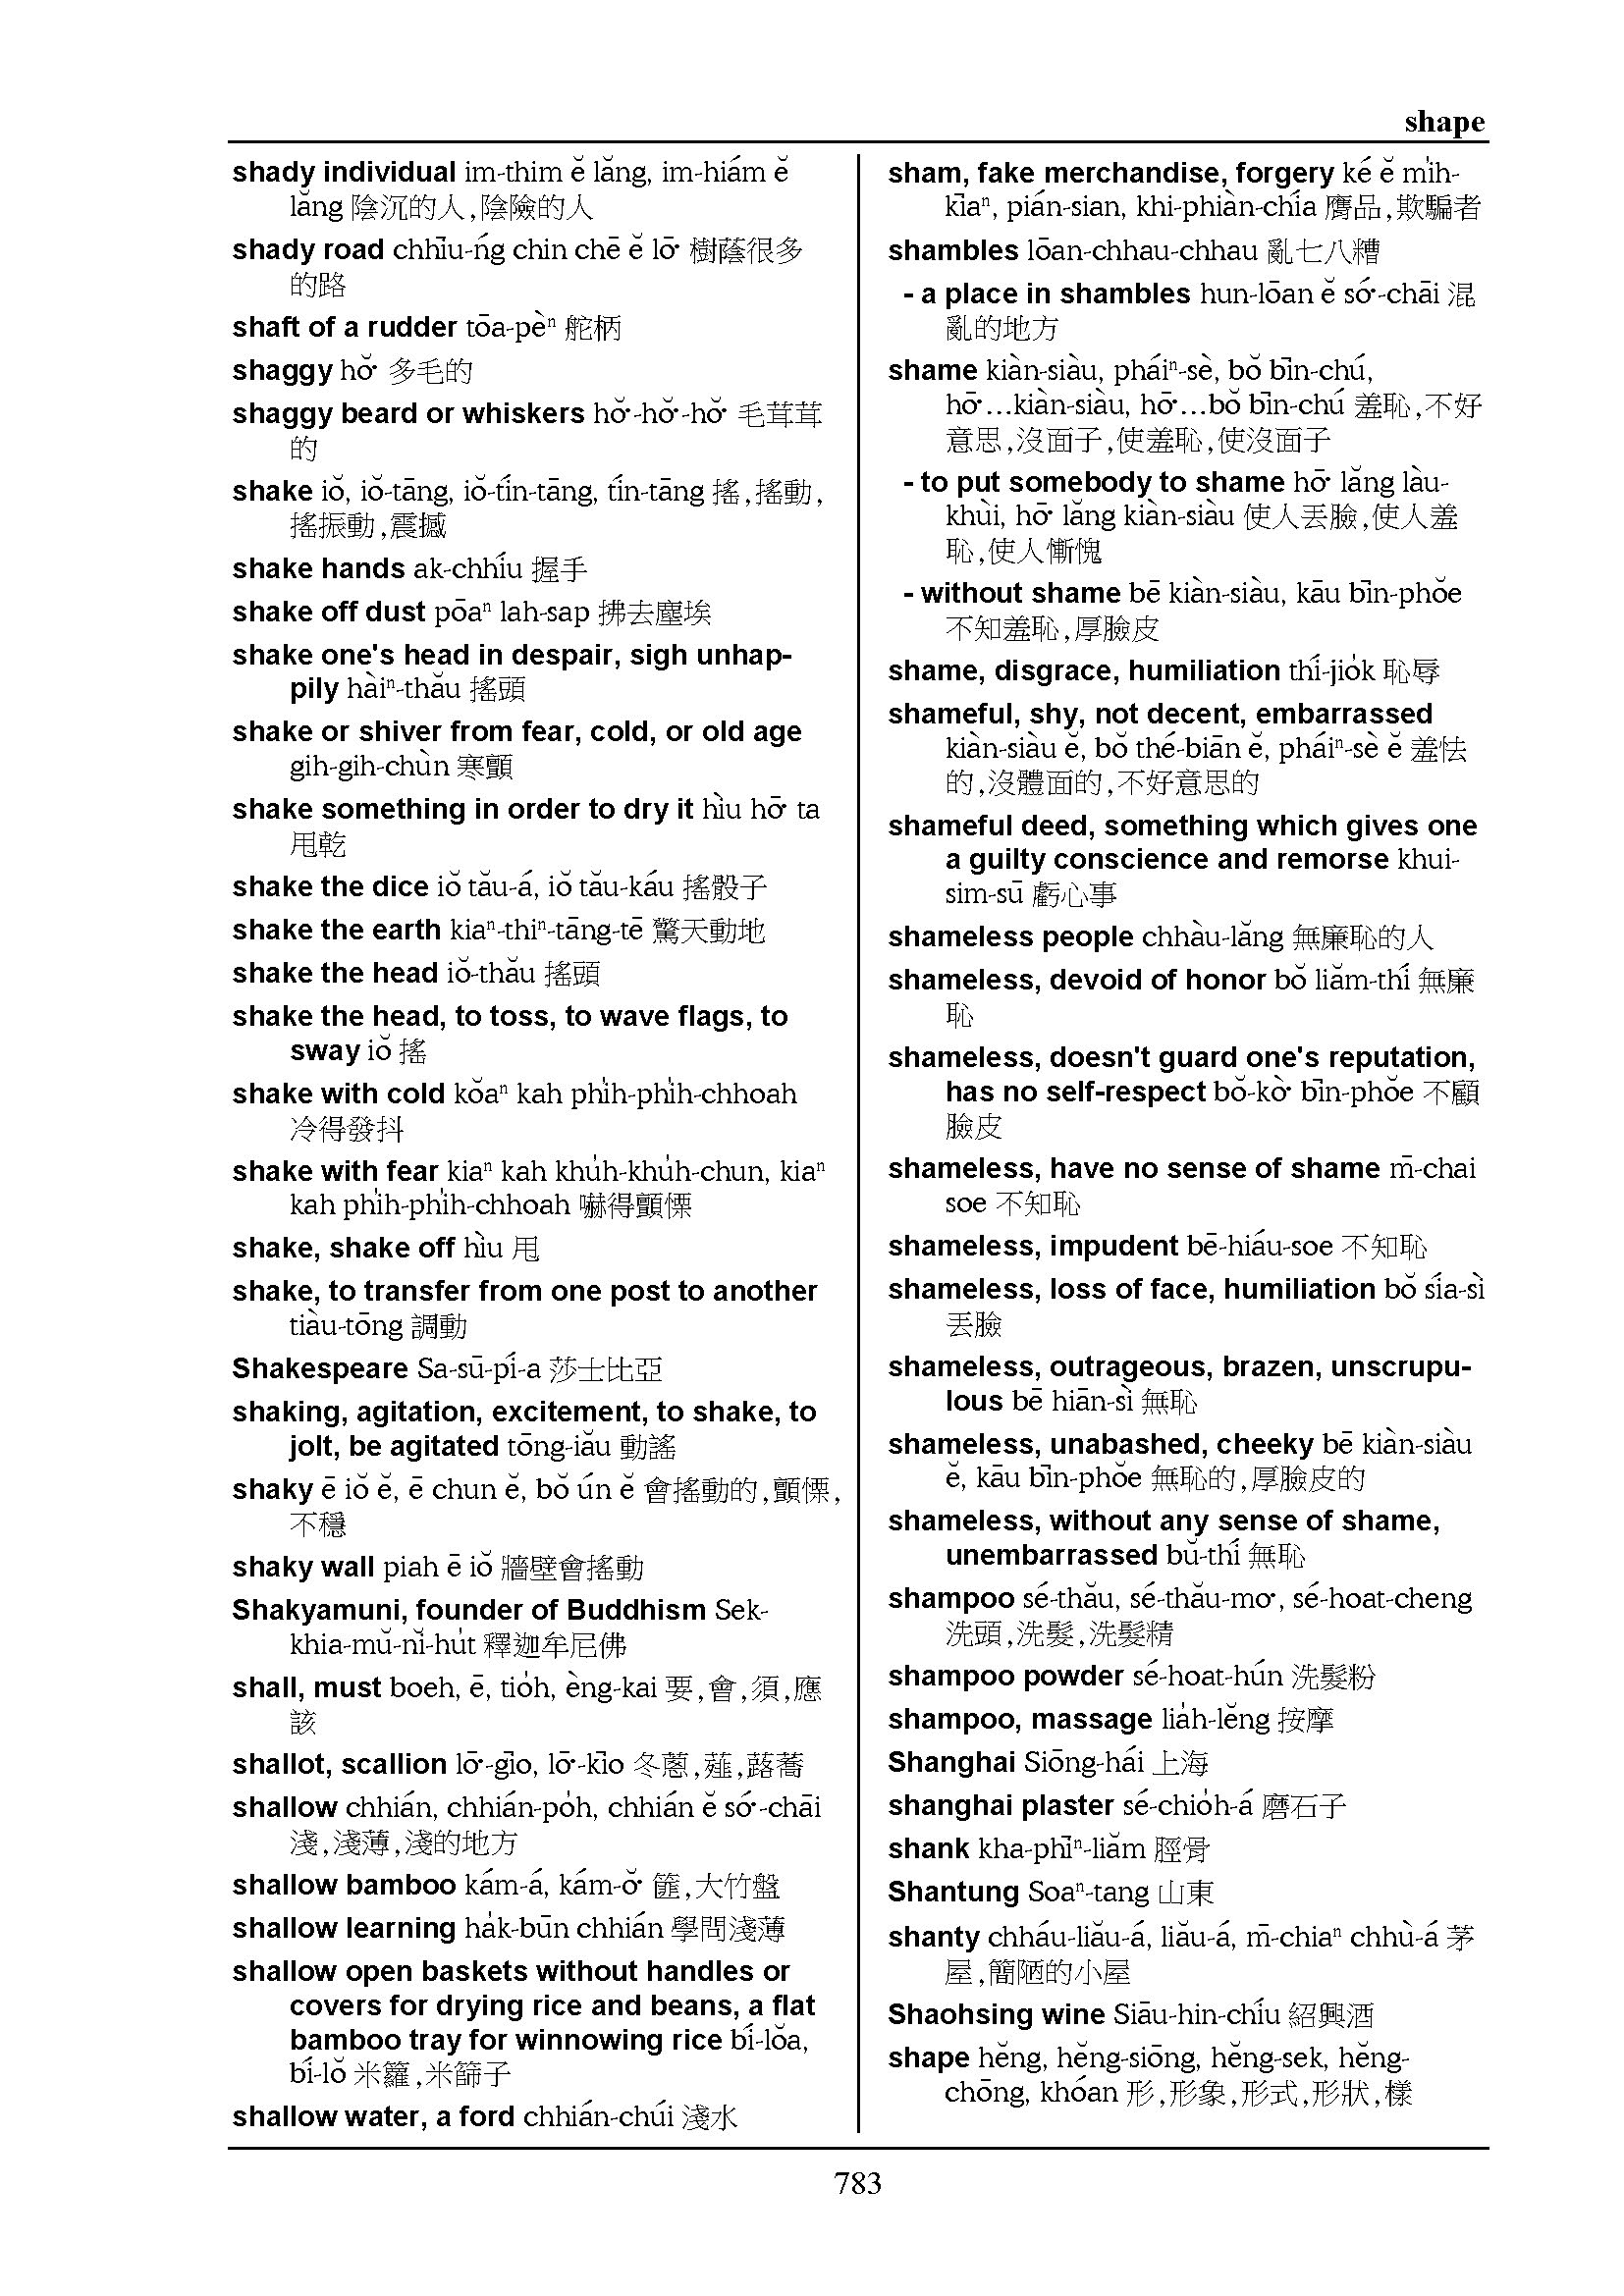 shape
shady individual im-thim ĕ lăng, im-hiám ĕ
lăng 陰沉的人,陰險的人
shady road chhīu-ńg chin chē ĕ lō͘ 樹蔭很多
的路
shaft of a rudder tōa-pèⁿ 舵柄
shaggy hŏ͘ 多毛的
shaggy beard or whiskers hŏ͘-hŏ͘-hŏ͘ 毛茸茸
的
shake iŏ, iŏ-tāng, iŏ-tín-tāng, tín-tāng 搖,搖動,
搖振動,震撼
shake hands ak-chhíu 握手
shake off dust pōaⁿ lah-sap 拂去塵埃
shake one's head in despair, sigh unhap-
pily hàiⁿ-thău 搖頭
shake or shiver from fear, cold, or old age
gih-gih-chùn 寒顫
shake something in order to dry it hìu hō͘ ta
甩乾
shake the dice iŏ tău-á, iŏ tău-káu 搖骰子
shake the earth kiaⁿ-thiⁿ-tāng-tē 驚天動地
shake the head iŏ-thău 搖頭
shake the head, to toss, to wave flags, to
sway iŏ 搖
shake with cold kŏaⁿ kah phi̍h-phi̍h-chhoah
冷得發抖
shake with fear kiaⁿ kah khu̍h-khu̍h-chun, kiaⁿ
kah phi̍h-phi̍h-chhoah 嚇得顫慄
shake, shake off hìu 甩
shake, to transfer from one post to another
tiàu-tōng 調動
Shakespeare Sa-sū-pí-a 莎士比亞
shaking, agitation, excitement, to shake, to
jolt, be agitated tōng-iău 動謠
shaky ē iŏ ĕ, ē chun ĕ, bŏ ún ĕ 會搖動的,顫慄,
不穩
shaky wall piah ē iŏ 牆壁會搖動
Shakyamuni, founder of Buddhism Sek-
khia-mŭ-nĭ-hu̍t 釋迦牟尼佛
shall, must boeh, ē, tio̍h, èng-kai 要,會,須,應
該
shallot, scallion lō͘-gīo, lō͘-kīo 冬蔥,薤,蕗蕎
shallow chhián, chhián-po̍h, chhián ĕ só͘-chāi
淺,淺薄,淺的地方
shallow bamboo kám-á, kám-ŏ͘ 篚,大竹盤
shallow learning ha̍k-būn chhián 學問淺薄
shallow open baskets without handles or
covers for drying rice and beans, a flat
bamboo tray for winnowing rice bí-lŏa,
bí-lŏ 米籮,米篩子
shallow water, a ford chhián-chúi 淺水
sham, fake merchandise, forgery ké ĕ mi̍h-
kīaⁿ, pián-sian, khi-phiàn-chía 贗品,欺騙者
shambles lōan-chhau-chhau 亂七八糟
- a place in shambles hun-lōan ĕ só͘-chāi 混
亂的地方
shame kiàn-siàu, pháiⁿ-sè, bŏ bīn-chú,
hō͘...kiàn-siàu, hō͘...bŏ bīn-chú 羞恥,不好
意思,沒面子,使羞恥,使沒面子
- to put somebody to shame hō͘ lăng làu-
khùi, hō͘ lăng kiàn-siàu 使人丟臉,使人羞
恥,使人慚愧
- without shame bē kiàn-siàu, kāu bīn-phŏe
不知羞恥,厚臉皮
shame, disgrace, humiliation thí-jio̍k 恥辱
shameful, shy, not decent, embarrassed
kiàn-siàu ĕ, bŏ thé-biān ĕ, pháiⁿ-sè ĕ 羞怯
的,沒體面的,不好意思的
shameful deed, something which gives one
a guilty conscience and remorse khui-
sim-sū 虧心事
shameless people chhàu-lăng 無廉恥的人
shameless, devoid of honor bŏ liăm-thí 無廉
恥
shameless, doesn't guard one's reputation,
has no self-respect bŏ-kò͘ bīn-phŏe 不顧
臉皮
shameless, have no sense of shame m̄-chai
soe 不知恥
shameless, impudent bē-hiáu-soe 不知恥
shameless, loss of face, humiliation bŏ sía-sì
丟臉
shameless, outrageous, brazen, unscrupu-
lous bē hiān-sì 無恥
shameless, unabashed, cheeky bē kiàn-siàu
ĕ, kāu bīn-phŏe 無恥的,厚臉皮的
shameless, without any sense of shame,
unembarrassed bŭ-thí 無恥
shampoo sé-thău, sé-thău-mo͘, sé-hoat-cheng
洗頭,洗髮,洗髮精
shampoo powder sé-hoat-hún 洗髮粉
shampoo, massage lia̍h-lĕng 按摩
Shanghai Siōng-hái 上海
shanghai plaster sé-chio̍h-á 磨石子
shank kha-phīⁿ-liăm 脛骨
Shantung Soaⁿ-tang 山東
shanty chháu-liău-á, liău-á, m̄-chiaⁿ chhù-á 茅
屋,簡陋的小屋
Shaohsing wine Siāu-hin-chíu 紹興酒
shape hĕng, hĕng-siōng, hĕng-sek, hĕng-
chōng, khóan 形,形象,形式,形狀,樣
783